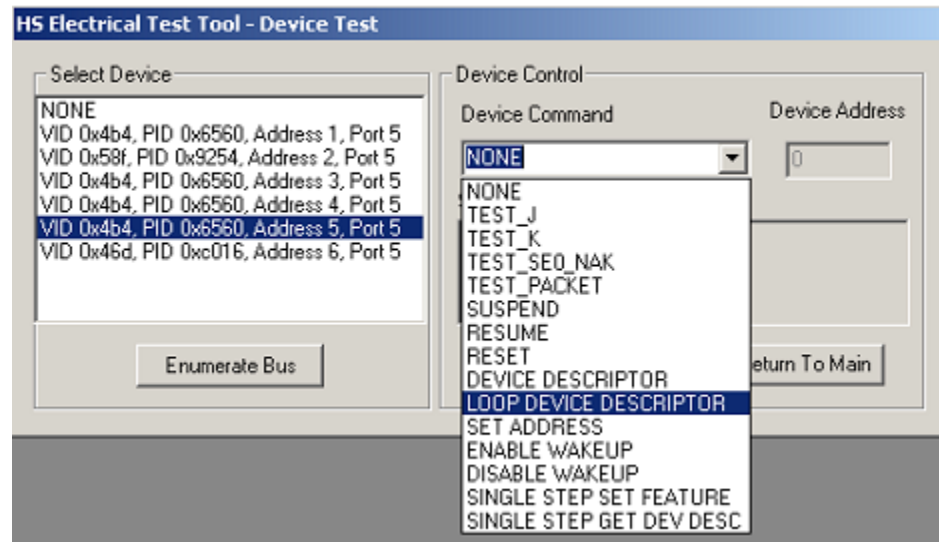 HS Electrical Test Tool - Device Test
Select Device
NONE
VID 0x4b4, PID 0x6560, Address 1, Port 5
VID 0x58f, PID 0x9254, Address 2, Port 5
VID 0x4b4, PID 0x6560, Address 3, Port 5
VID 0x4b4, PID 0x6560, Address 4, Port 5
VID 0x4b4, PID 0x6560, Address 5, Port 5
VID 0x46d, PID 0xc016, Address 6, Port 5
Enumerate Bus
Device Control
Device Command
Device Address
NONE
0
NONE
TEST_J
TEST_K
TEST_SE0_NAK
TEST_PACKET
SUSPEND
RESUME
RESET
DEVICE DESCRIPTOR
LOOP DEVICE DESCRIPTOR
SET ADDRESS
ENABLE WAKEUP
DISABLE WAKEUP
SINGLE STEP SET FEATURE
SINGLE STEP GET DEV DESC
eturn To Main